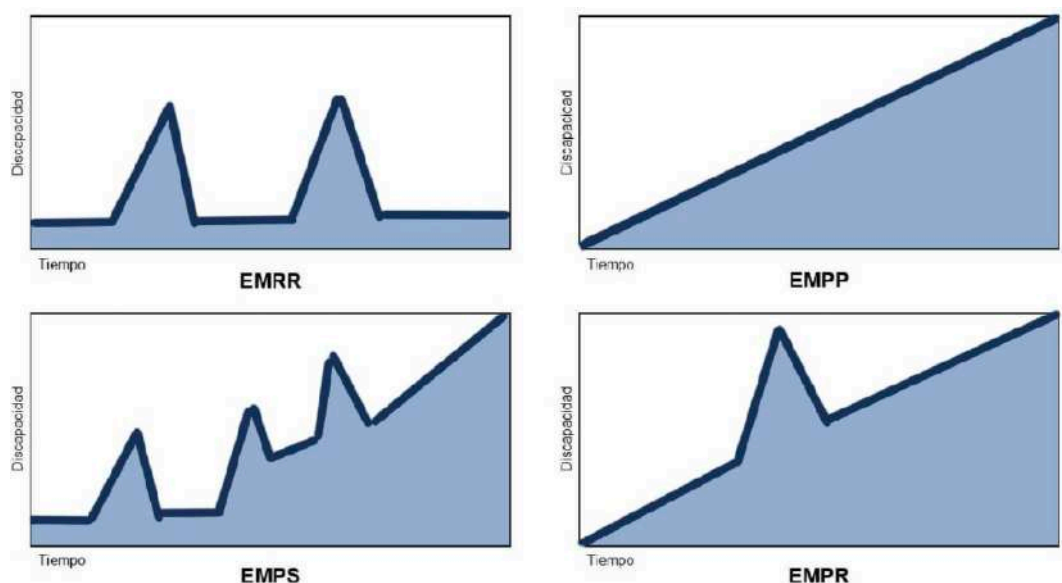 Discapacidad
Tiempo
EMRR
Discapacidad
Tiempo
EMPP
Discapacidad
Tiempo
EMPS
Discapacidad
Tiempo
EMPR